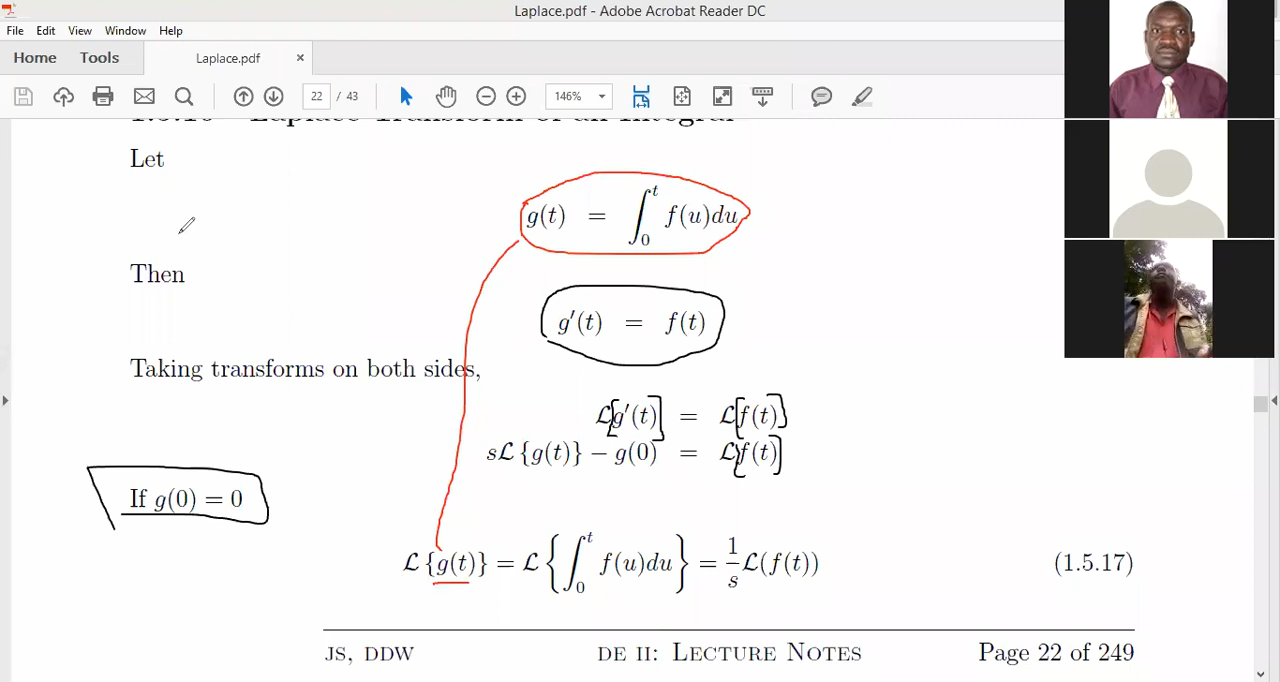 Laplace.pdf - Adobe Acrobat Reader DC
File Edit View Window Help
Home Tools Laplace.pdf ×
22 / 43 146%
Let
g(t) = ∫₀ᵗ f(u)du
Then
g′(t) = f(t)
Taking transforms on both sides,
ℒ[g′(t)] = ℒ{f(t)}
sℒ {g(t)} − g(0) = ℒ{f(t)]
If g(0) = 0
ℒ {g(t)} = ℒ {∫₀ᵗ f(u)du} = 1/s ℒ(f(t)) (1.5.17)
JS, DDW DE II: LECTURE NOTES Page 22 of 249